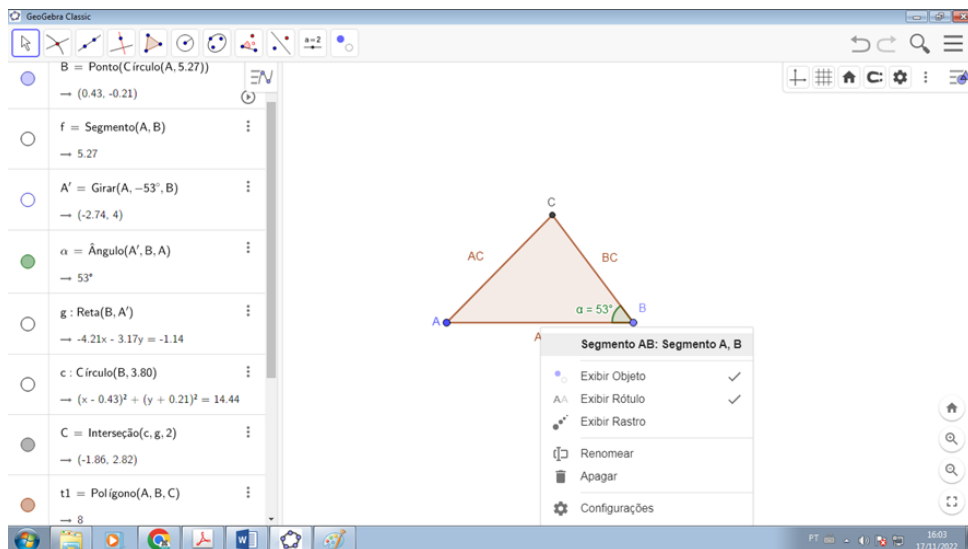 GeoGebra Classic
a=2
B = Ponto(Círculo(A, 5.27))
→ (0.43, -0.21)
f = Segmento(A, B)
→ 5.27
A′ = Girar(A, −53°, B)
→ (-2.74, 4)
α = Ângulo(A′, B, A)
→ 53°
g : Reta(B, A′)
→ -4.21x - 3.17y = -1.14
c : Círculo(B, 3.80)
→ (x - 0.43)² + (y + 0.21)² = 14.44
C = Interseção(c, g, 2)
→ (-1.86, 2.82)
t1 = Polígono(A, B, C)
→ 8
C
AC
BC
α = 53°
B
A
A
Segmento AB: Segmento A, B
Exibir Objeto
AA Exibir Rótulo
Exibir Rastro
Renomear
Apagar
Configurações
PT
16:03
17/11/2022